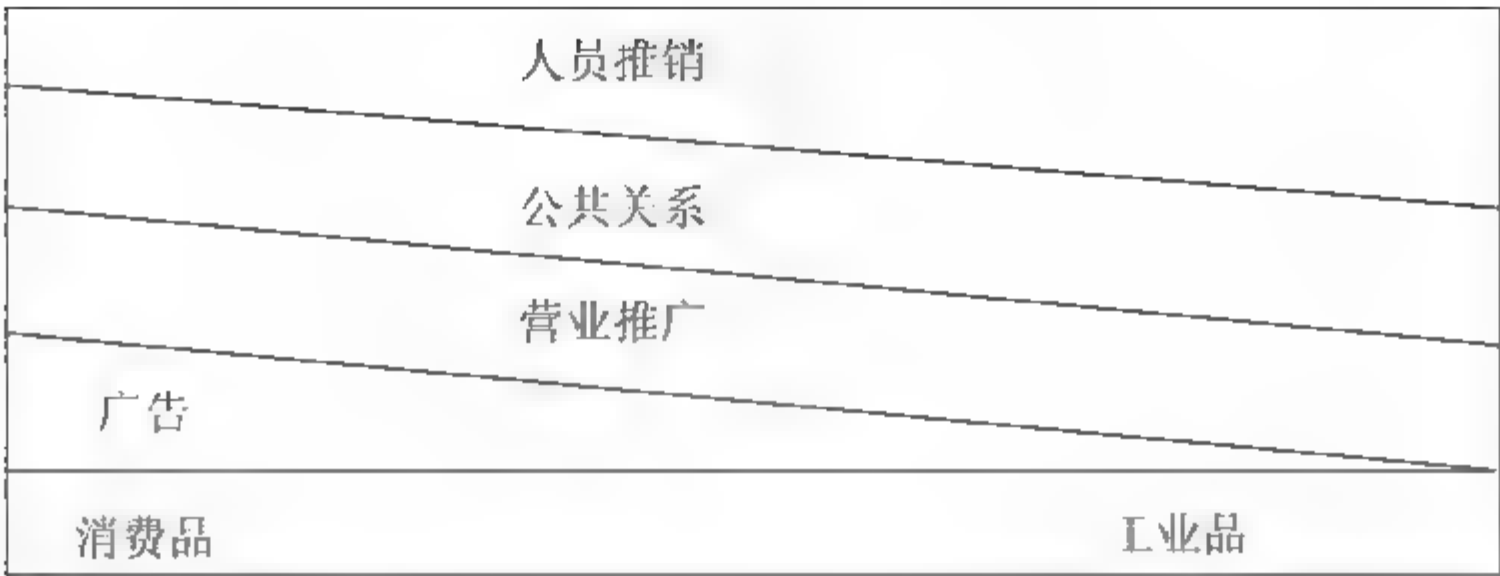 人员推销
公共关系
营业推广
广告
消费品 工业品